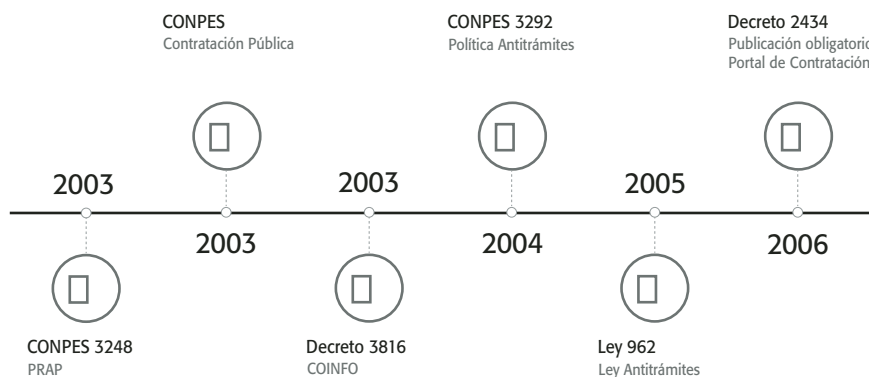 CONPES
Contratación Pública
CONPES 3292
Política Antitrámites
Decreto 2434
Publicación obligatorio
Portal de Contratación
2003
2003
2005
2003
2004
2006
CONPES 3248
PRAP
Decreto 3816
COINFO
Ley 962
Ley Antitrámites